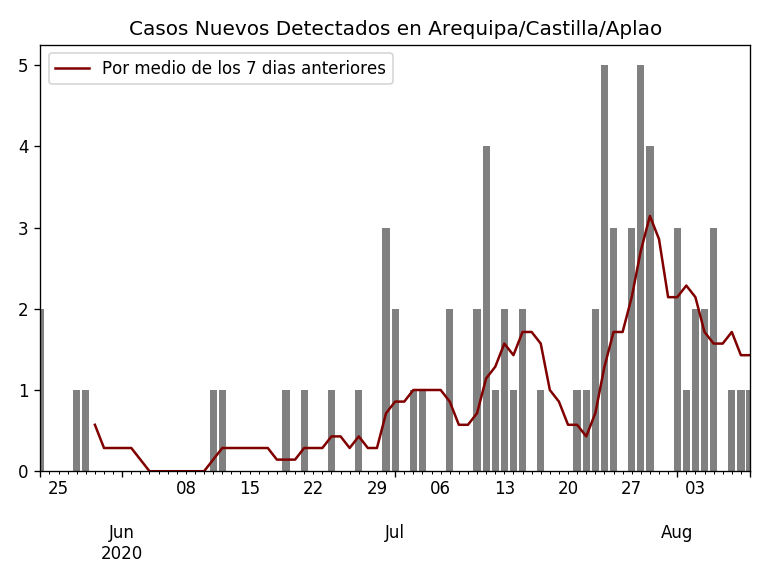 Casos Nuevos Detectados en Arequipa/Castilla/Aplao
Por medio de los 7 dias anteriores
5
4
3
2
1
0
25 08 15 22 29 06 13 20 27 03
Jun Jul Aug
2020